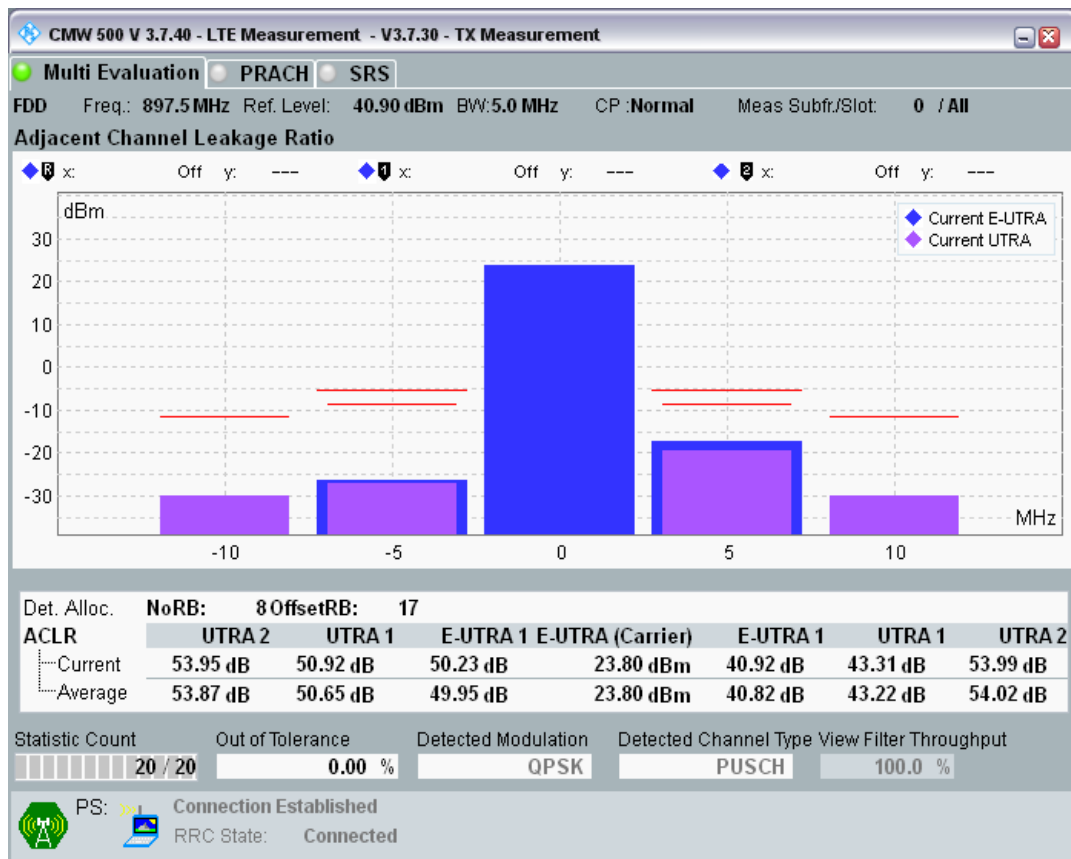 CMW 500 V 3.7.40 - LTE Measurement - V3.7.30 - TX Measurement
Multi Evaluation PRACH SRS
FDD Freq.: 897.5 MHz Ref. Level: 40.90 dBm BW:5.0 MHz CP :Normal Meas Subfr./Slot: 0 / All
Adjacent Channel Leakage Ratio
R x: Off y: --- 1 x: Off y: --- 2 x: Off y: ---
dBm
Current E-UTRA
Current UTRA
30
20
10
0
-10
-20
-30
MHz
-10 -5 0 5 10
Det. Alloc. NoRB: 8 OffsetRB: 17
ACLR UTRA 2 UTRA 1 E-UTRA 1 E-UTRA (Carrier) E-UTRA 1 UTRA 1 UTRA 2
Current 53.95 dB 50.92 dB 50.23 dB 23.80 dBm 40.92 dB 43.31 dB 53.99 dB
Average 53.87 dB 50.65 dB 49.95 dB 23.80 dBm 40.82 dB 43.22 dB 54.02 dB
Statistic Count Out of Tolerance Detected Modulation Detected Channel Type View Filter Throughput
20 / 20 0.00 % QPSK PUSCH 100.0 %
PS: Connection Established
RRC State: Connected